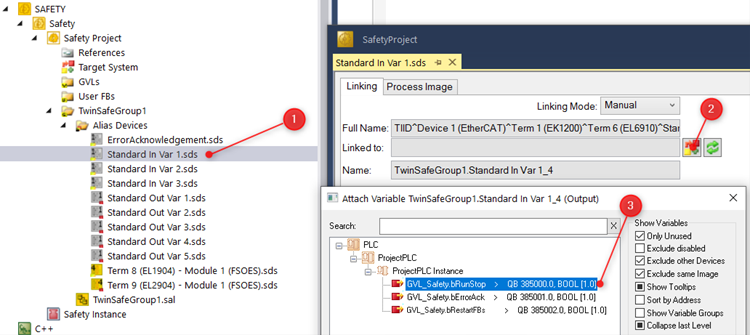 SAFETY
Safety
Safety Project
References
Target System
GVLs
User FBs
TwinSafeGroup1
Alias Devices
ErrorAcknowledgement.sds
Standard In Var 1.sds
Standard In Var 2.sds
Standard In Var 3.sds
Standard Out Var 1.sds
Standard Out Var 2.sds
Standard Out Var 3.sds
Standard Out Var 4.sds
Standard Out Var 5.sds
Term 8 (EL1904) - Module 1 (FSOES).sds
Term 9 (EL2904) - Module 1 (FSOES).sds
TwinSafeGroup1.sal
Safety Instance
C++
1
SafetyProject
Standard In Var 1.sds
Linking Process Image
Linking Mode: Manual
2
Full Name: TIID^Device 1 (EtherCAT)^Term 1 (EK1200)^Term 6 (EL6910)^Star
Linked to:
Name: TwinSafeGroup1.Standard In Var 1_4
Attach Variable TwinSafeGroup1.Standard In Var 1_4 (Output)
3
Search: X
PLC
ProjectPLC
ProjectPLC Instance
GVL_Safety.bRunStop > QB 385000.0, BOOL [1.0]
GVL_Safety.bErrorAck > QB 385001.0, BOOL [1.0]
GVL_Safety.bRestartFBs > QB 385002.0, BOOL [1.0]
Show Variables
Only Unused
Exclude disabled
Exclude other Devices
Exclude same Image
Show Tooltips
Sort by Address
Show Variable Groups
Collapse last Level